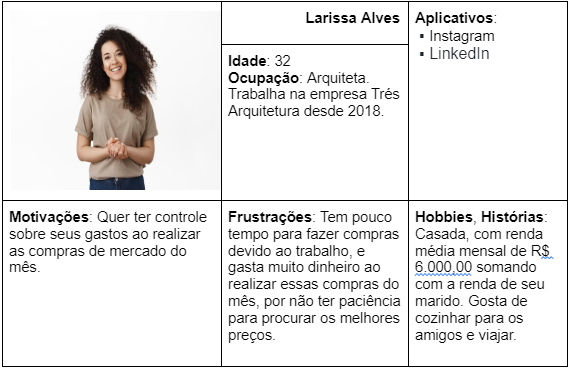 Larissa Alves
Idade: 32
Ocupação: Arquiteta.
Trabalha na empresa Três
Arquitetura desde 2018.
Aplicativos:
• Instagram
• LinkedIn
Motivações: Quer ter controle
sobre seus gastos ao realizar
as compras de mercado do
mês.
Frustrações: Tem pouco
tempo para fazer compras
devido ao trabalho, e
gasta muito dinheiro ao
realizar essas compras do
mês, por não ter paciência
para procurar os melhores
preços.
Hobbies, Histórias:
Casada, com renda
média mensal de R$
6.000,00 somando
com a renda de seu
marido. Gosta de
cozinhar para os
amigos e viajar.